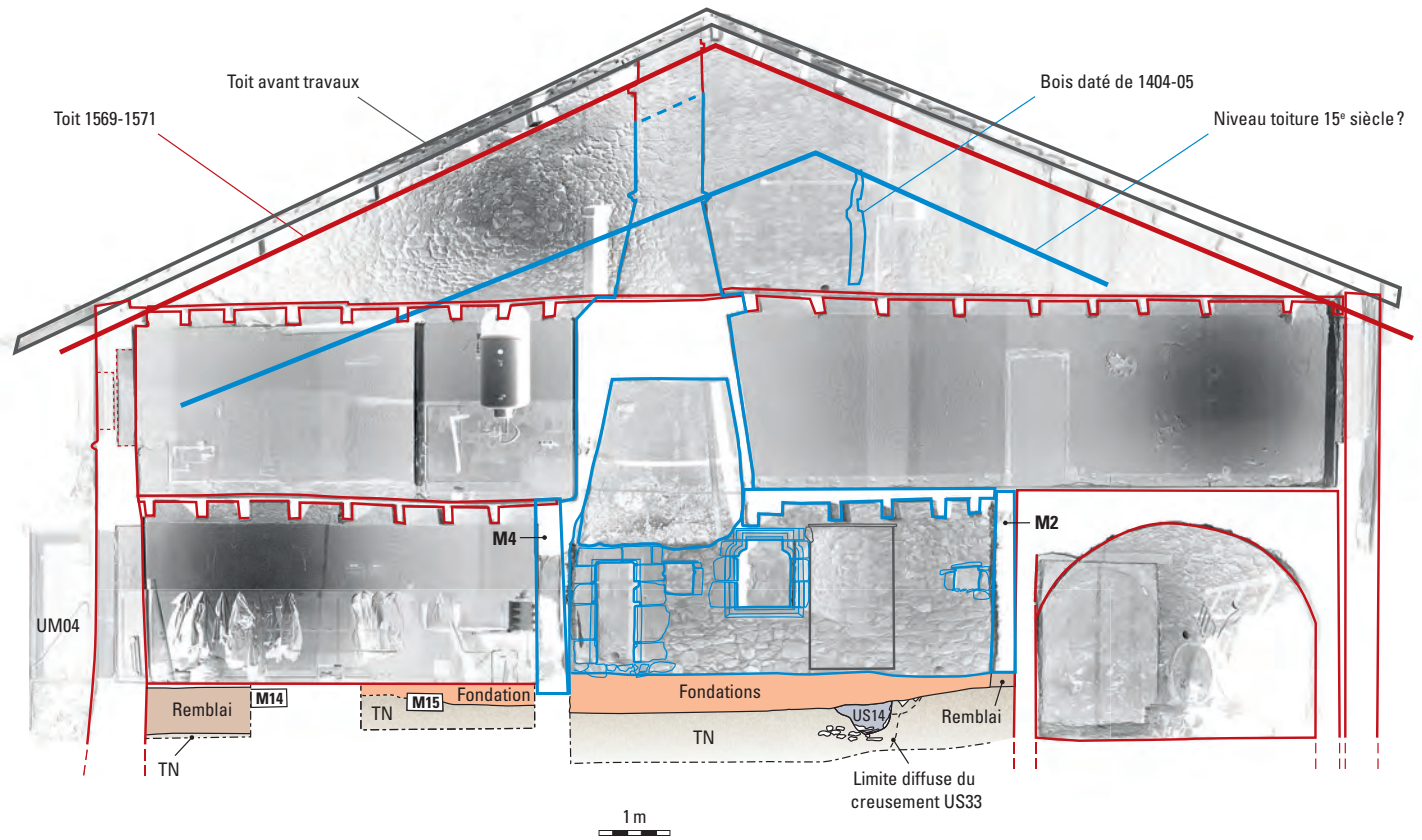 Toit avant travaux
Bois daté de 1404-05
Toit 1569-1571
Niveau toiture 15e siècle ?
M4
M2
UM04
Remblai
M14
M15
Fondation
Fondations
TN
US14
Remblai
TN
TN
Limite diffuse du
creusement US33
1 m